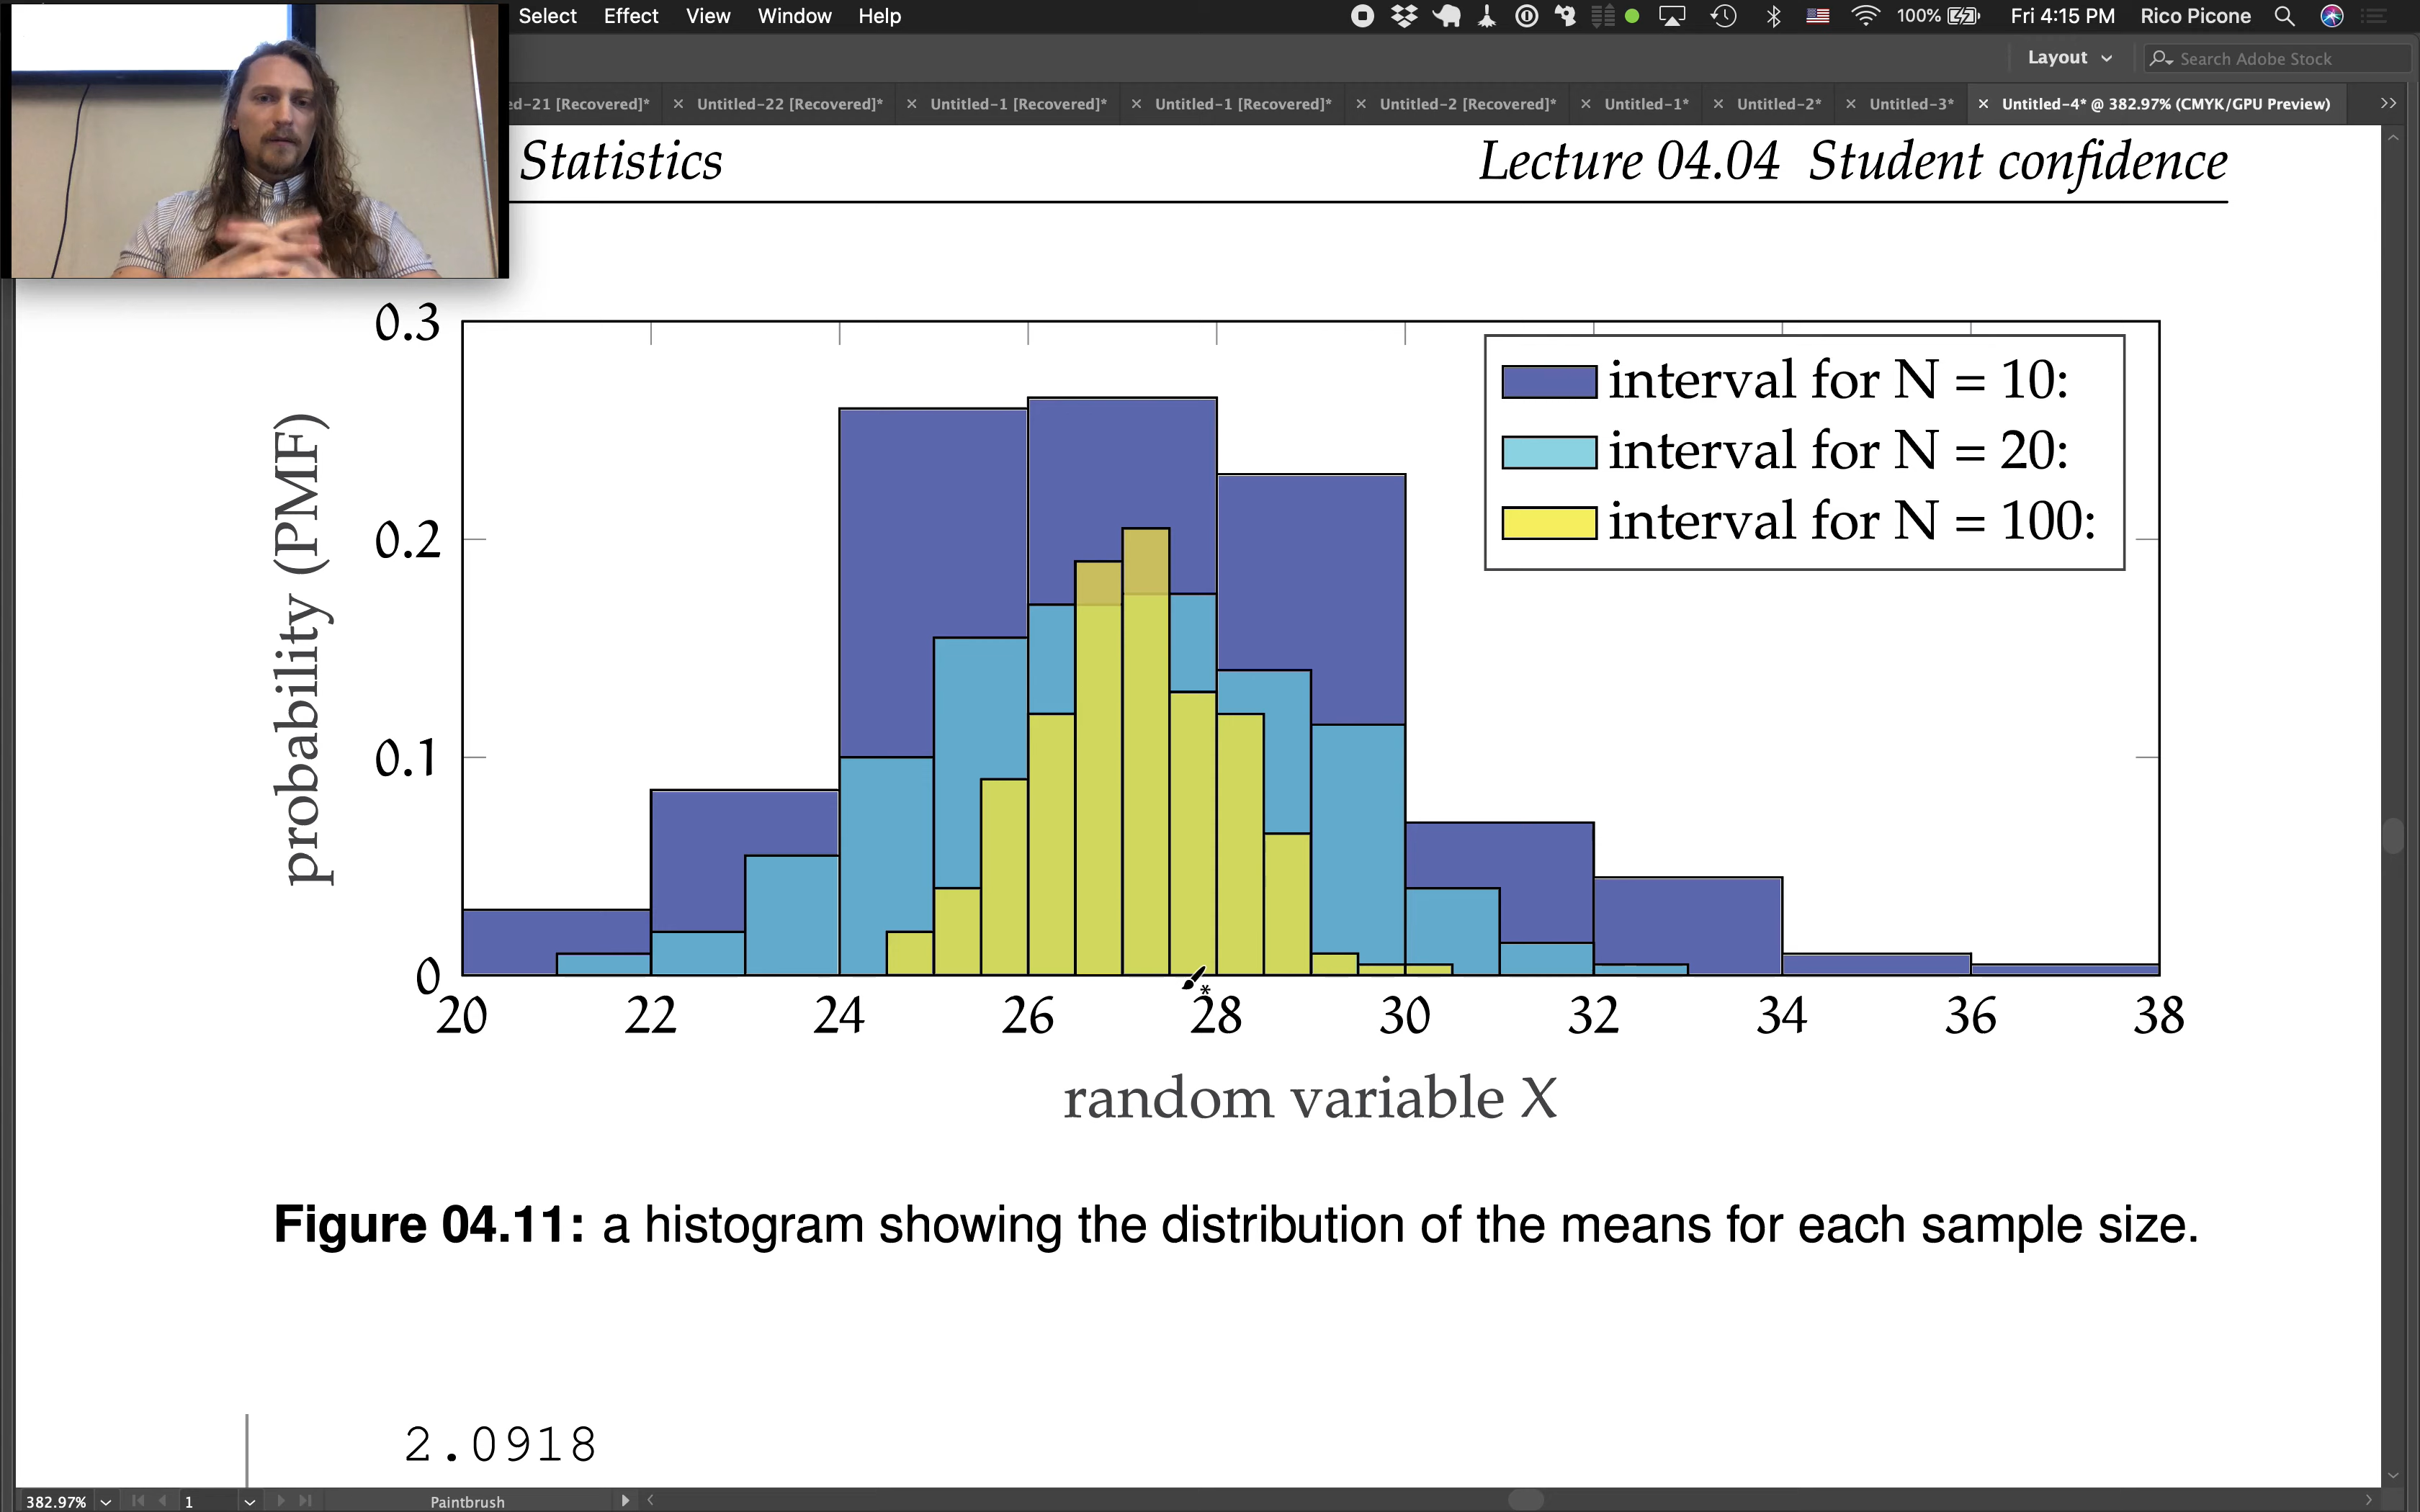 Select Effect View Window Help 100% Fri 4:15 PM Rico Picone
Layout Search Adobe Stock
ed-21 [Recovered]* × Untitled-22 [Recovered]* × Untitled-1 [Recovered]* × Untitled-1 [Recovered]* × Untitled-2 [Recovered]* × Untitled-1* × Untitled-2* × Untitled-3* × Untitled-4* @ 382.97% (CMYK/GPU Preview) >>
Statistics Lecture 04.04 Student confidence
0.3
0.2
0.1
0
probability (PMF)
interval for N = 10:
interval for N = 20:
interval for N = 100:
20 22 24 26 28 30 32 34 36 38
random variable X
Figure 04.11: a histogram showing the distribution of the means for each sample size.
2.0918
382.97% 1 Paintbrush